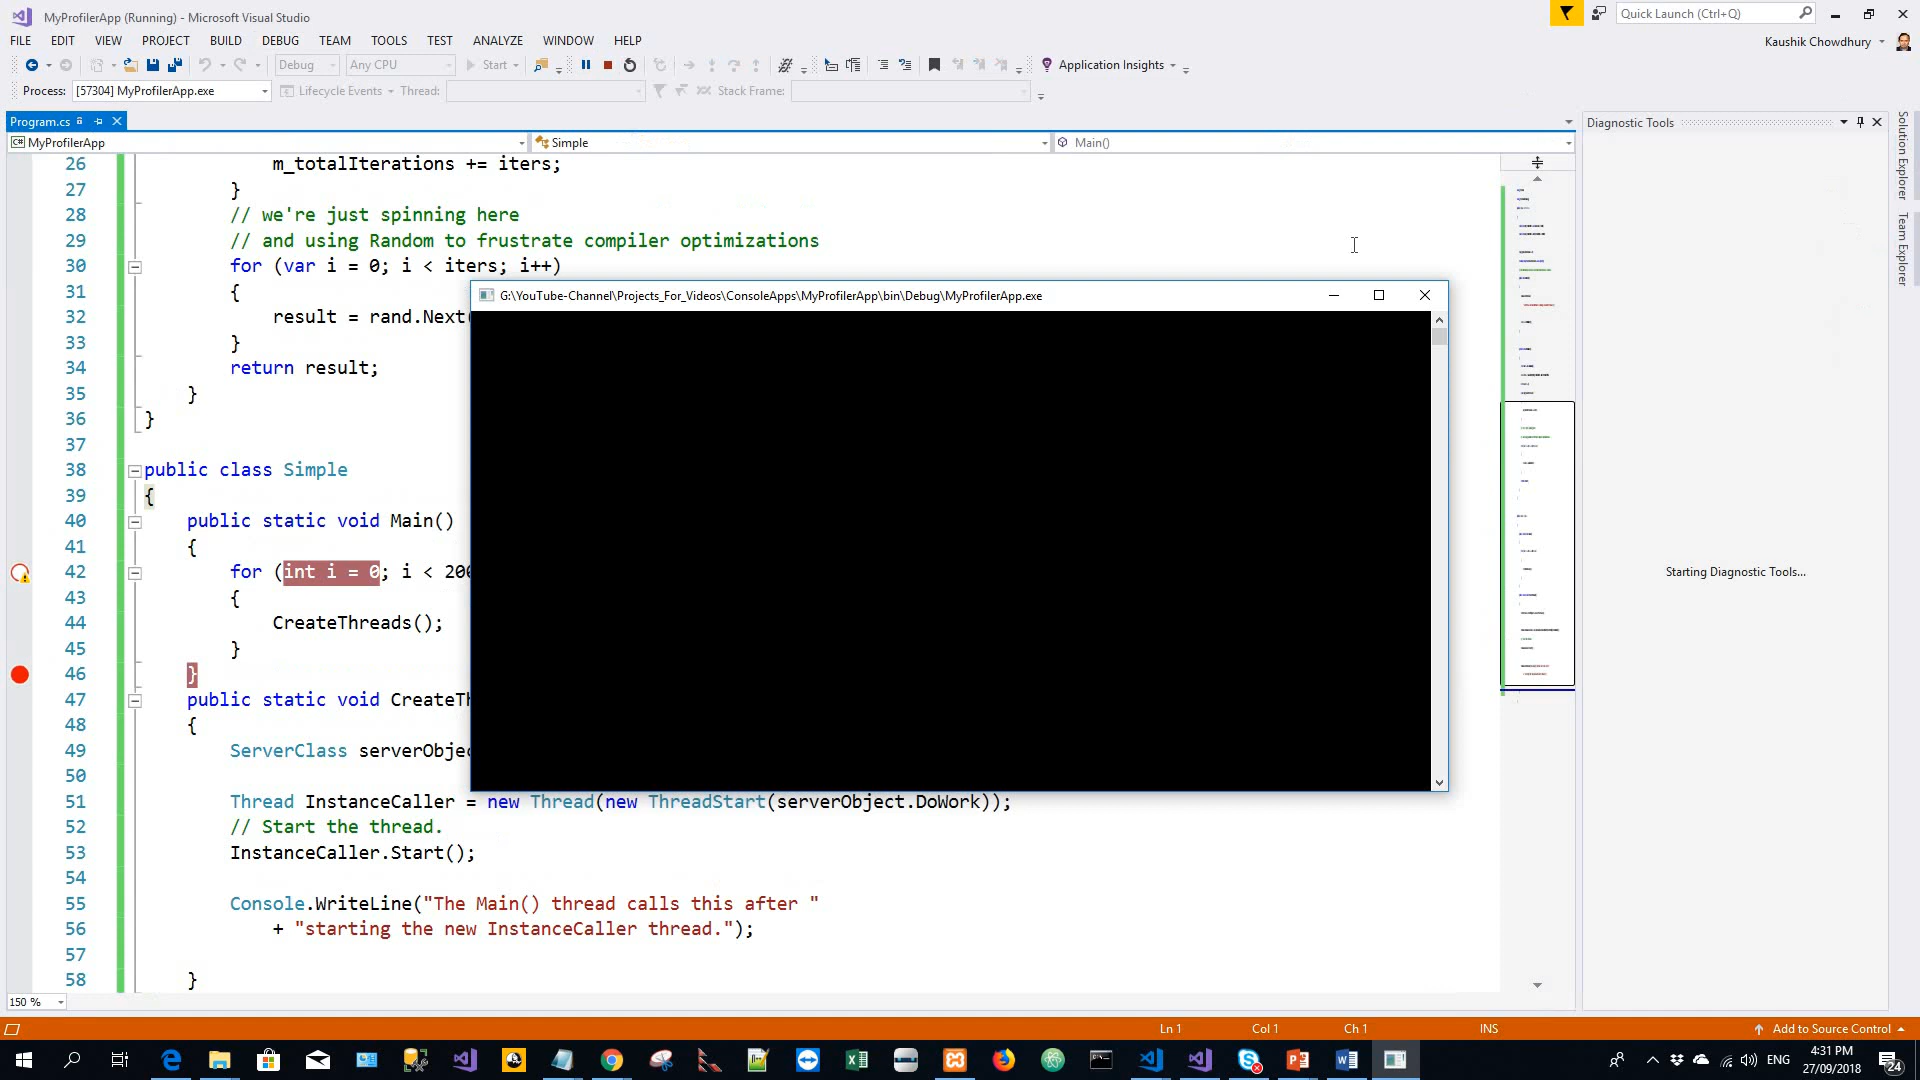 MyProfilerApp (Running) - Microsoft Visual Studio
Quick Launch (Ctrl+Q)
FILE EDIT VIEW PROJECT BUILD DEBUG TEAM TOOLS TEST ANALYZE WINDOW HELP
Kaushik Chowdhury
Debug Any CPU Start Application Insights
Process: [57304] MyProfilerApp.exe Lifecycle Events Thread: Stack Frame:
Program.cs
Diagnostic Tools
C# MyProfilerApp Simple Main()
26 m_totalIterations += iters;
27 }
28 // we're just spinning here
29 // and using Random to frustrate compiler optimizations
30 for (var i = 0; i < iters; i++)
31 {
32 result = rand.Next(
33 }
34 return result;
35 }
36 }
37
38 public class Simple
39 {
40 public static void Main()
41 {
42 for (int i = 0; i < 200
43 {
44 CreateThreads();
45 }
46 }
47 public static void CreateTh
48 {
49 ServerClass serverObjec
50
51 Thread InstanceCaller = new Thread(new ThreadStart(serverObject.DoWork));
52 // Start the thread.
53 InstanceCaller.Start();
54
55 Console.WriteLine("The Main() thread calls this after "
56 + "starting the new InstanceCaller thread.");
57
58 }
G:\YouTube-Channel\Projects_For_Videos\ConsoleApps\MyProfilerApp\bin\Debug\MyProfilerApp.exe
Starting Diagnostic Tools...
Solution Explorer
Team Explorer
150 %
Ln 1 Col 1 Ch 1 INS Add to Source Control
ENG
4:31 PM
27/09/2018
24